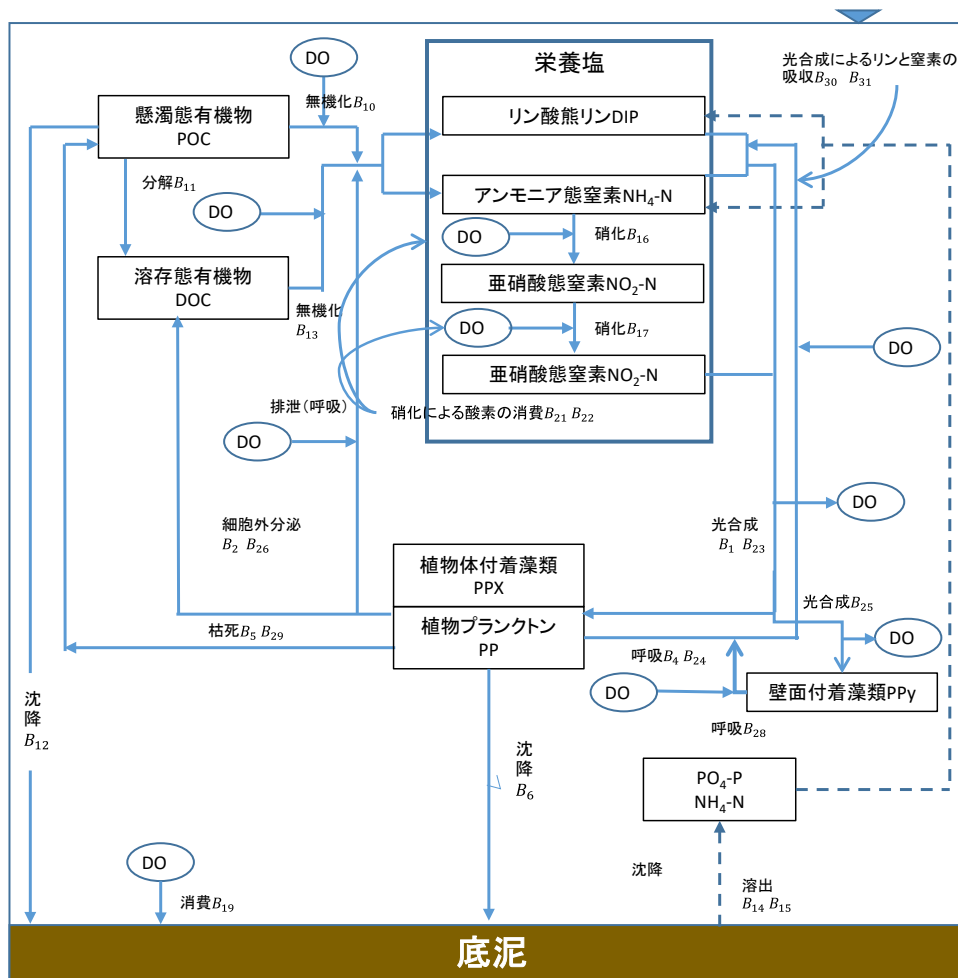 光合成によるリンと窒素の
吸収B30 B31
DO
栄養塩
無機化B10
懸濁態有機物
POC
リン酸態リンDIP
分解B11
DO
アンモニア態窒素NH4-N
DO
硝化B16
溶存態有機物
DOC
亜硝酸態窒素NO2-N
無機化
B13
DO
硝化B17
DO
亜硝酸態窒素NO2-N
排泄(呼吸)
硝化による酸素の消費B21 B22
DO
DO
細胞外分泌
B2 B26
光合成
B1 B23
植物体付着藻類
PPX
光合成B25
枯死B5 B29
植物プランクトン
PP
DO
呼吸B4 B24
DO
壁面付着藻類PPy
沈
降
B12
呼吸B28
沈
降
B6
PO4-P
NH4-N
DO
沈降
消費B19
溶出
B14 B15
底泥